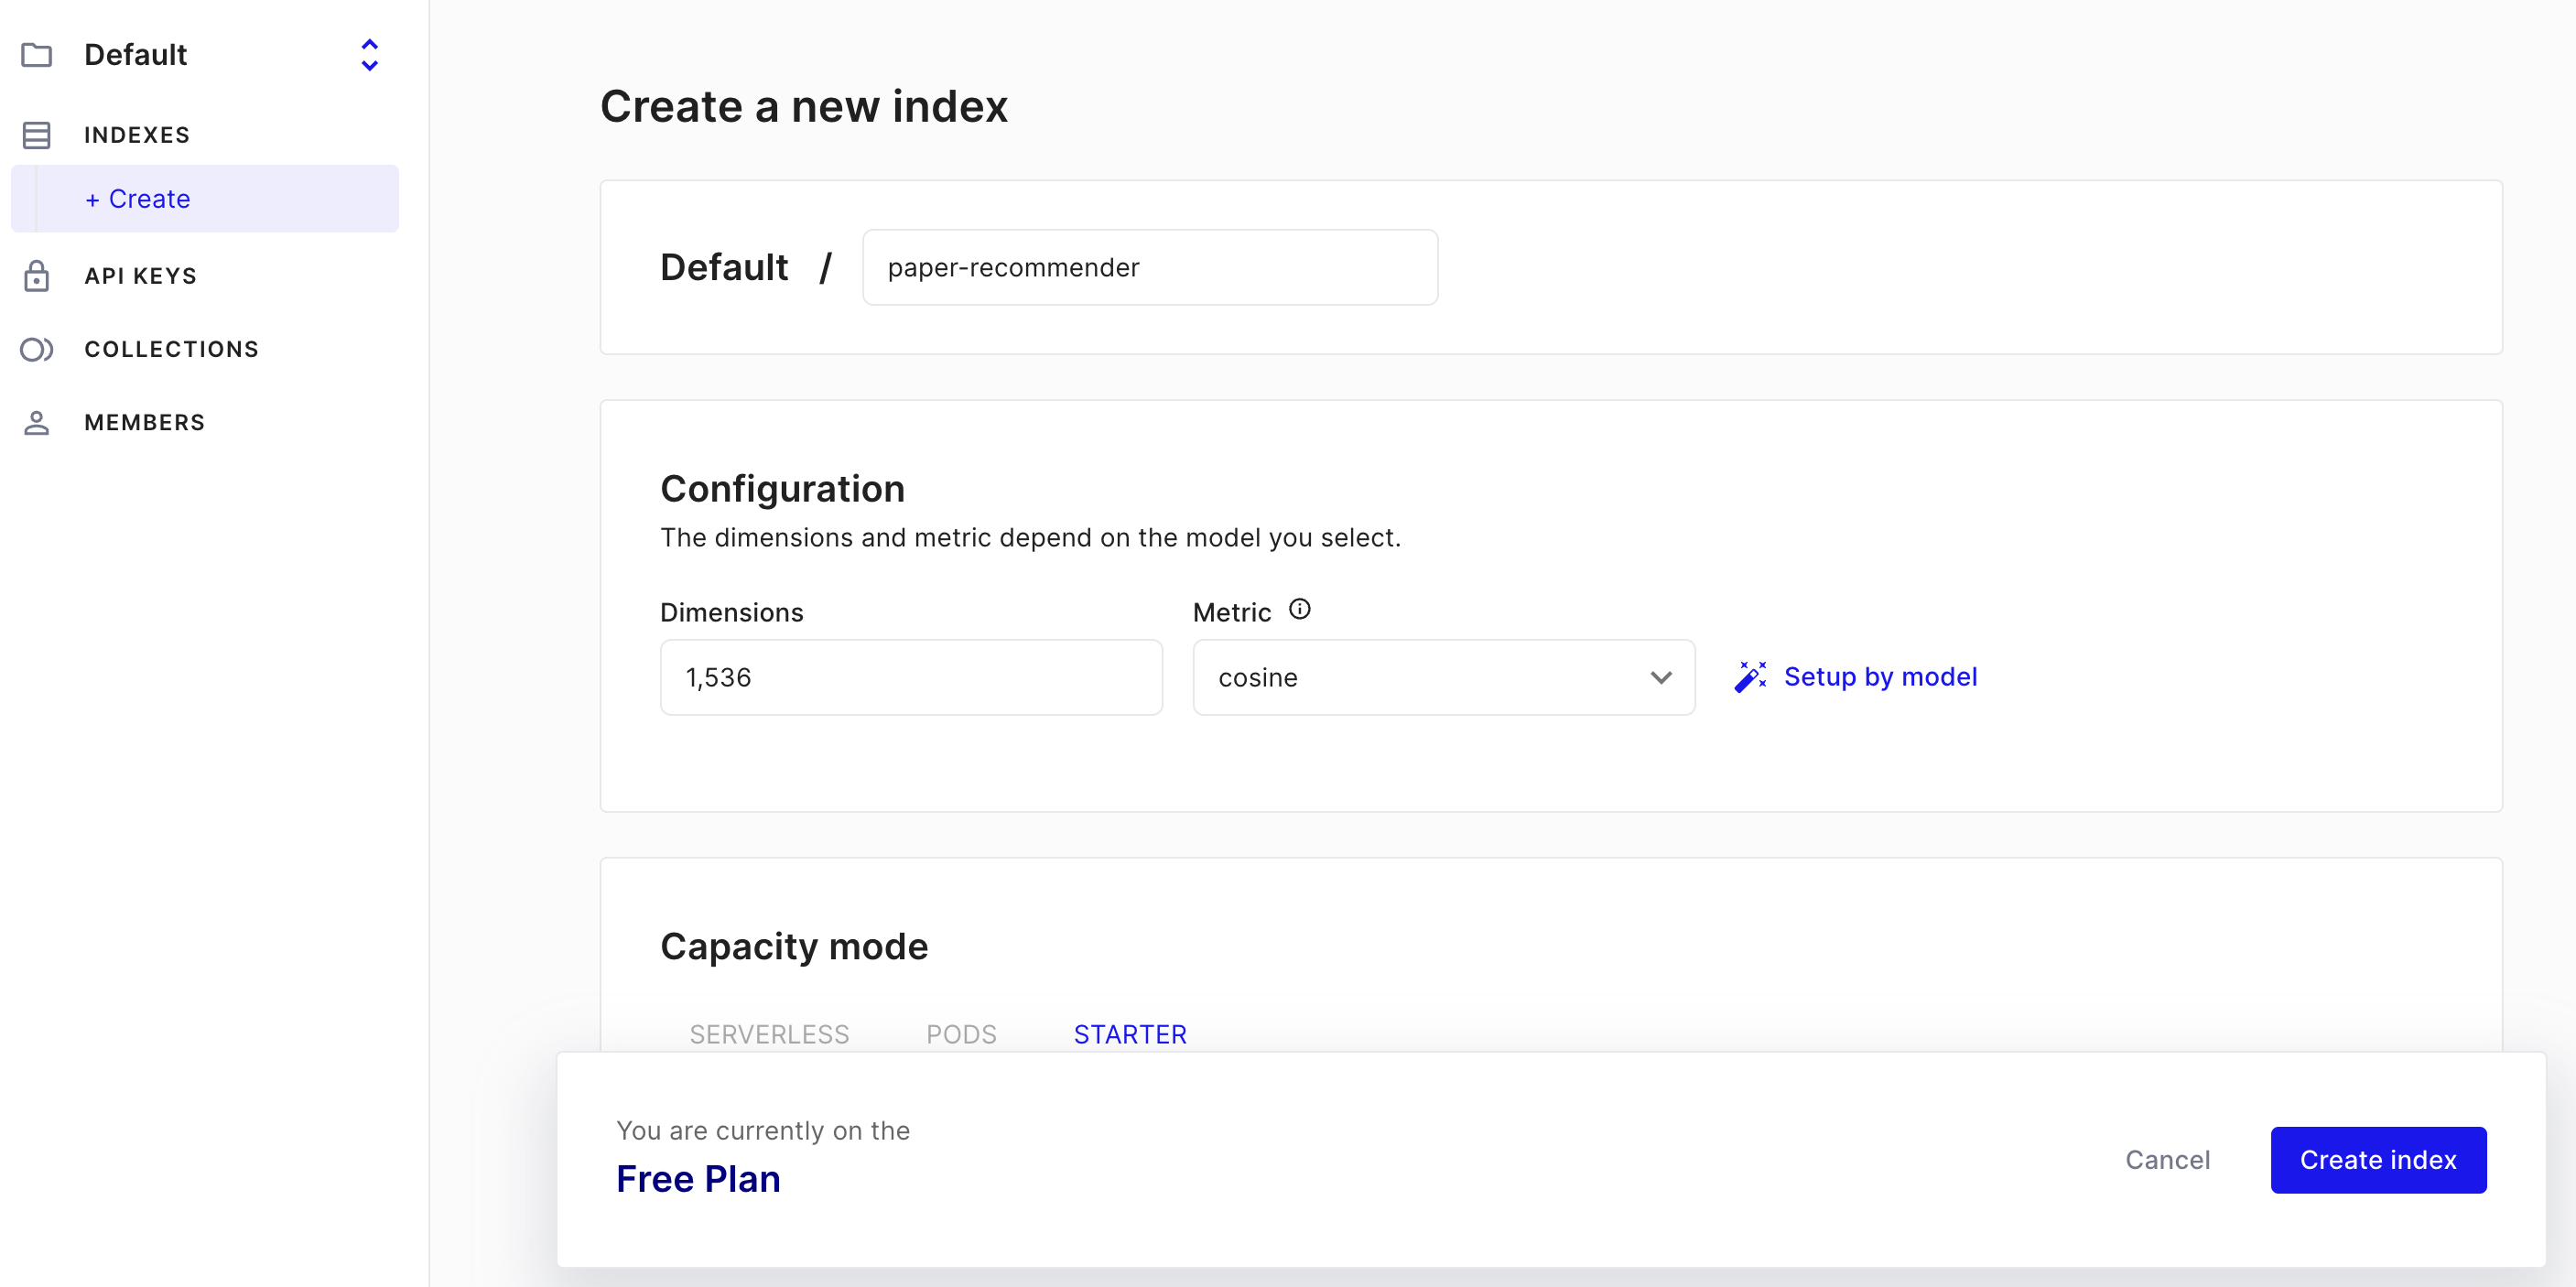 Default
INDEXES
+ Create
API KEYS
COLLECTIONS
MEMBERS
Create a new index
Default / paper-recommender
Configuration
The dimensions and metric depend on the model you select.
Dimensions
Metric
1,536
cosine
Setup by model
Capacity mode
SERVERLESS PODS STARTER
You are currently on the
Free Plan
Cancel
Create index